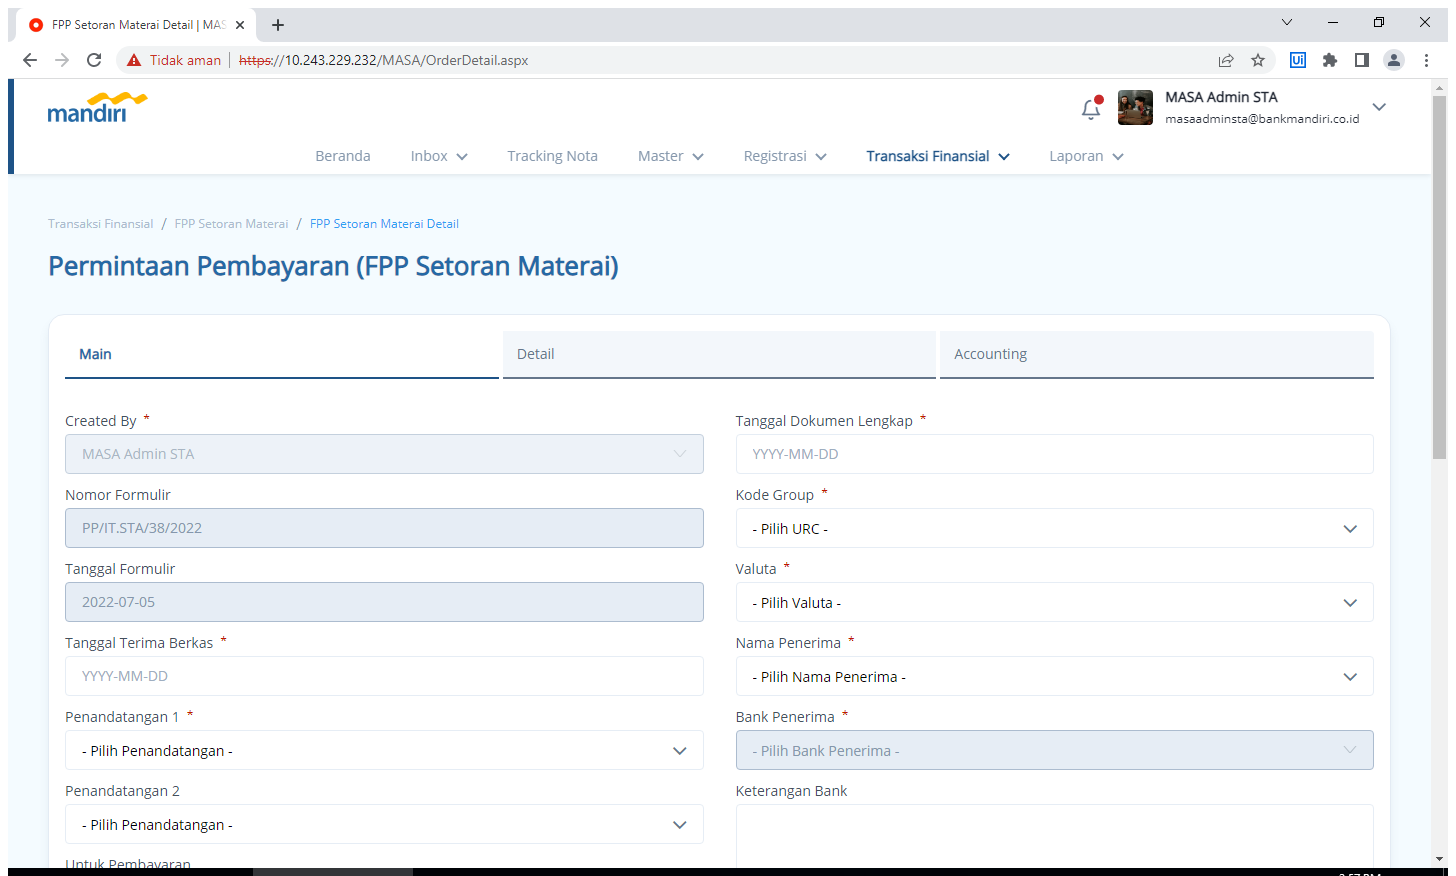 FPP Setoran Materai Detail | MAS
Tidak aman
https://10.243.229.232/MASA/OrderDetail.aspx
Ui
mandiri
MASA Admin STA
masaadminsta@bankmandiri.co.id
Beranda Inbox Tracking Nota Master Registrasi Transaksi Finansial Laporan
Transaksi Finansial / FPP Setoran Materai / FPP Setoran Materai Detail
Permintaan Pembayaran (FPP Setoran Materai)
Main Detail Accounting
Created By *
MASA Admin STA
Nomor Formulir
PP/IT.STA/38/2022
Tanggal Formulir
2022-07-05
Tanggal Terima Berkas *
YYYY-MM-DD
Penandatangan 1 *
- Pilih Penandatangan -
Penandatangan 2
- Pilih Penandatangan -
Untuk Pembayaran
Tanggal Dokumen Lengkap *
YYYY-MM-DD
Kode Group *
- Pilih URC -
Valuta *
- Pilih Valuta -
Nama Penerima *
- Pilih Nama Penerima -
Bank Penerima *
- Pilih Bank Penerima -
Keterangan Bank